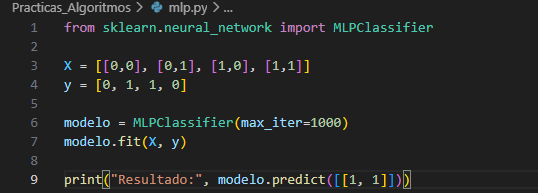 Practicas_Algoritmos > mlp.py > ...
1 from sklearn.neural_network import MLPClassifier
2
3 X = [[0,0], [0,1], [1,0], [1,1]]
4 y = [0, 1, 1, 0]
5
6 modelo = MLPClassifier(max_iter=1000)
7 modelo.fit(X, y)
8
9 print("Resultado:", modelo.predict([[1, 1]]))